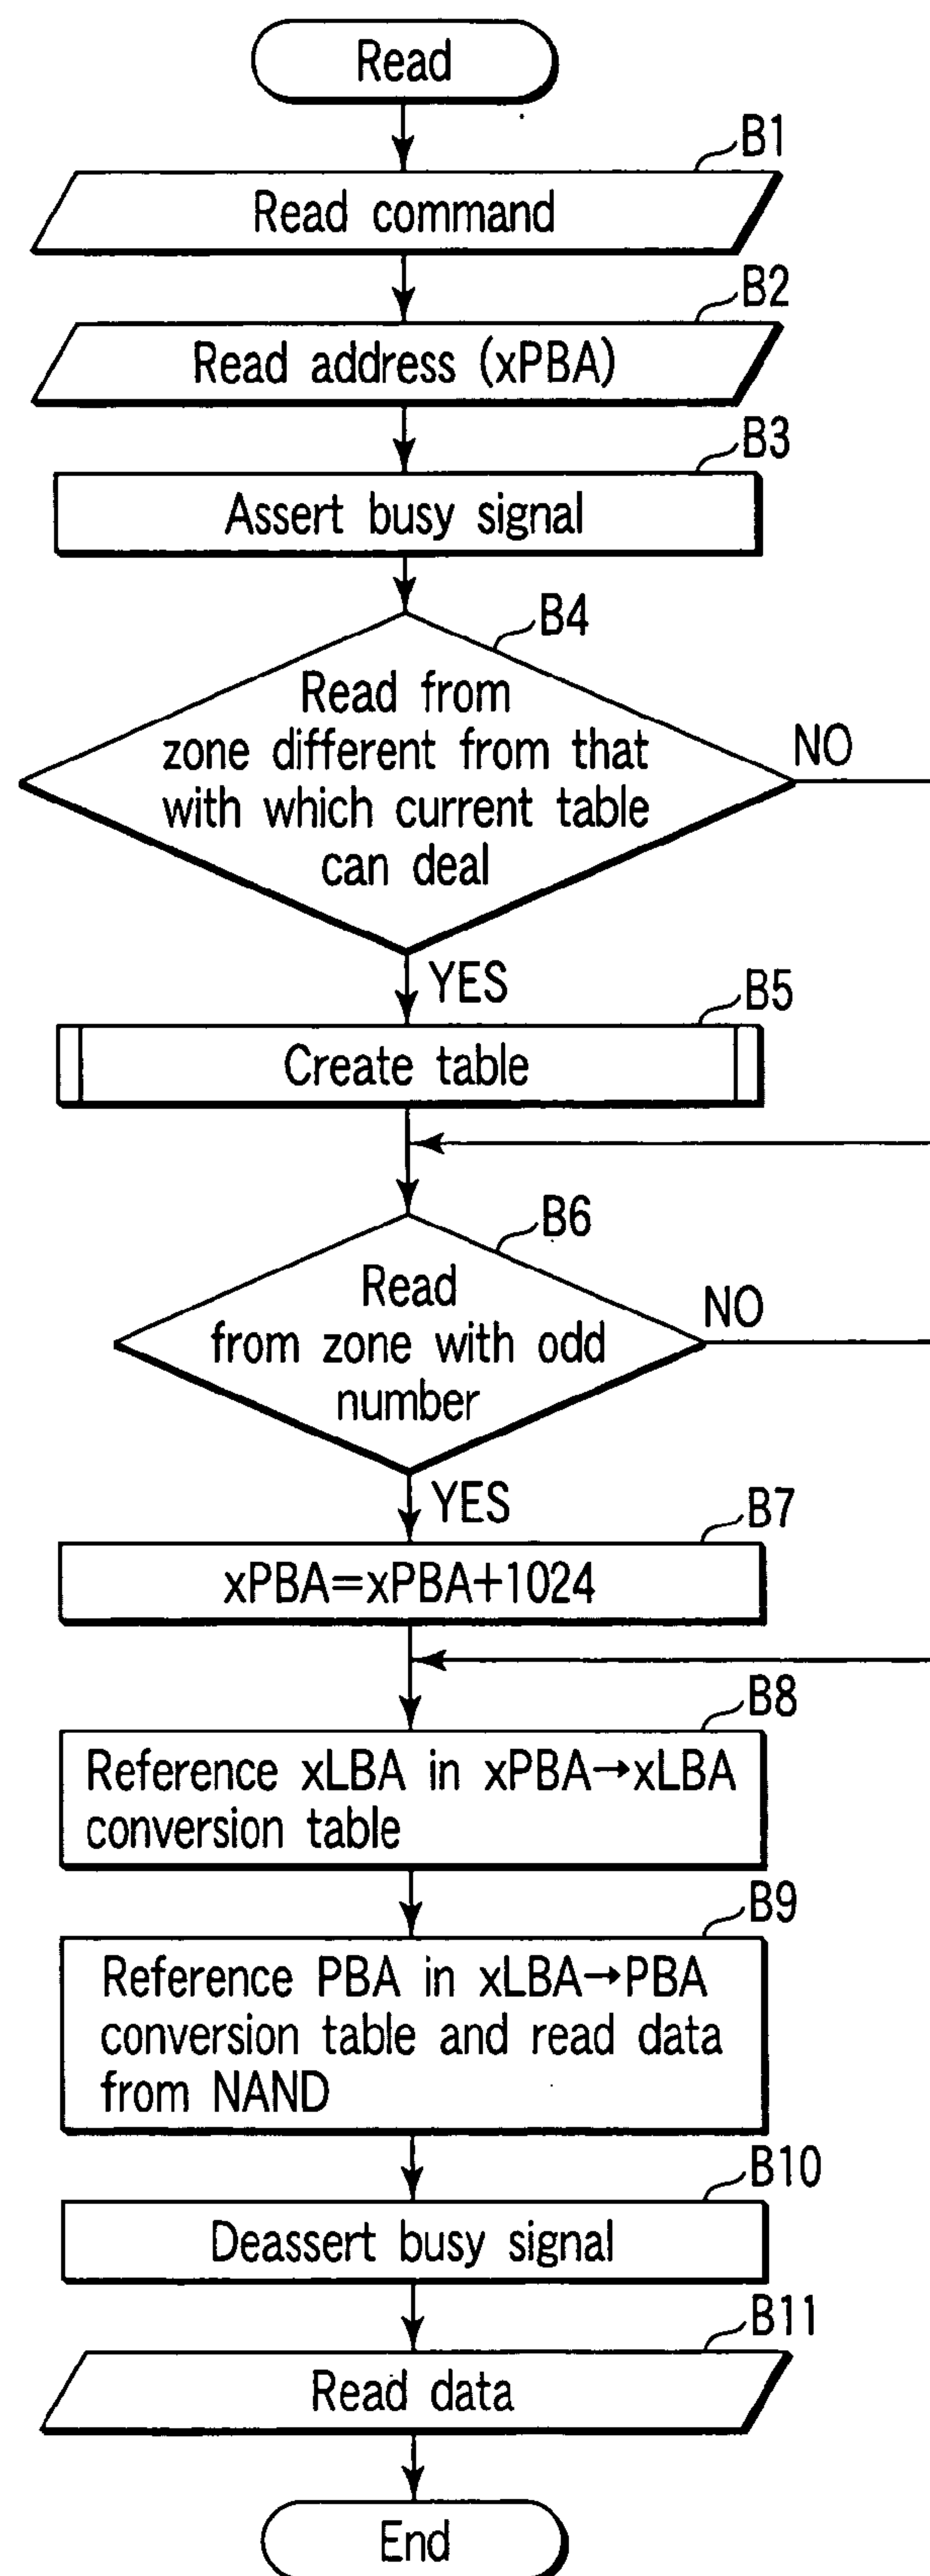 Read
B1
Read command
B2
Read address (xPBA)
B3
Assert busy signal
B4
Read from
zone different from that
with which current table
can deal
NO
YES
B5
Create table
B6
Read
from zone with odd
number
NO
YES
B7
xPBA=xPBA+1024
B8
Reference xLBA in xPBA→xLBA
conversion table
B9
Reference PBA in xLBA→PBA
conversion table and read data
from NAND
B10
Deassert busy signal
B11
Read data
End